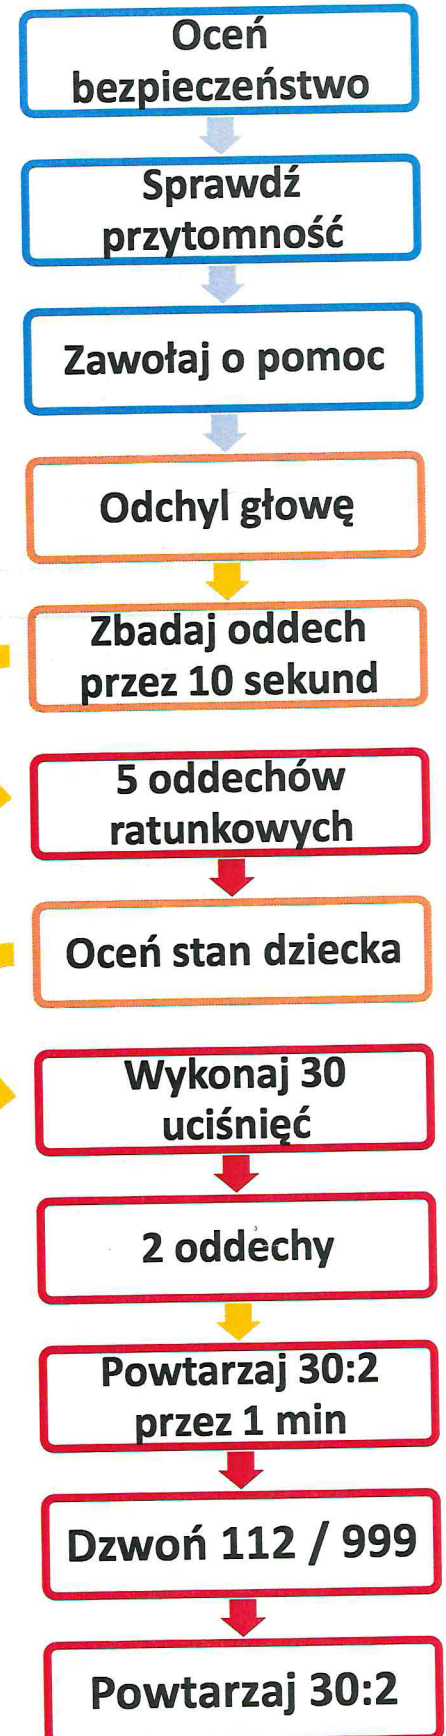 Oceń
bezpieczeństwo
Sprawdź
przytomność
Zawołaj o pomoc
Odchyl głowę
Zbadaj oddech
przez 10 sekund
5 oddechów
ratunkowych
Oceń stan dziecka
Wykonaj 30
uciśnięć
2 oddechy
Powtarzaj 30:2
przez 1 min
Dzwoń 112 / 999
Powtarzaj 30:2